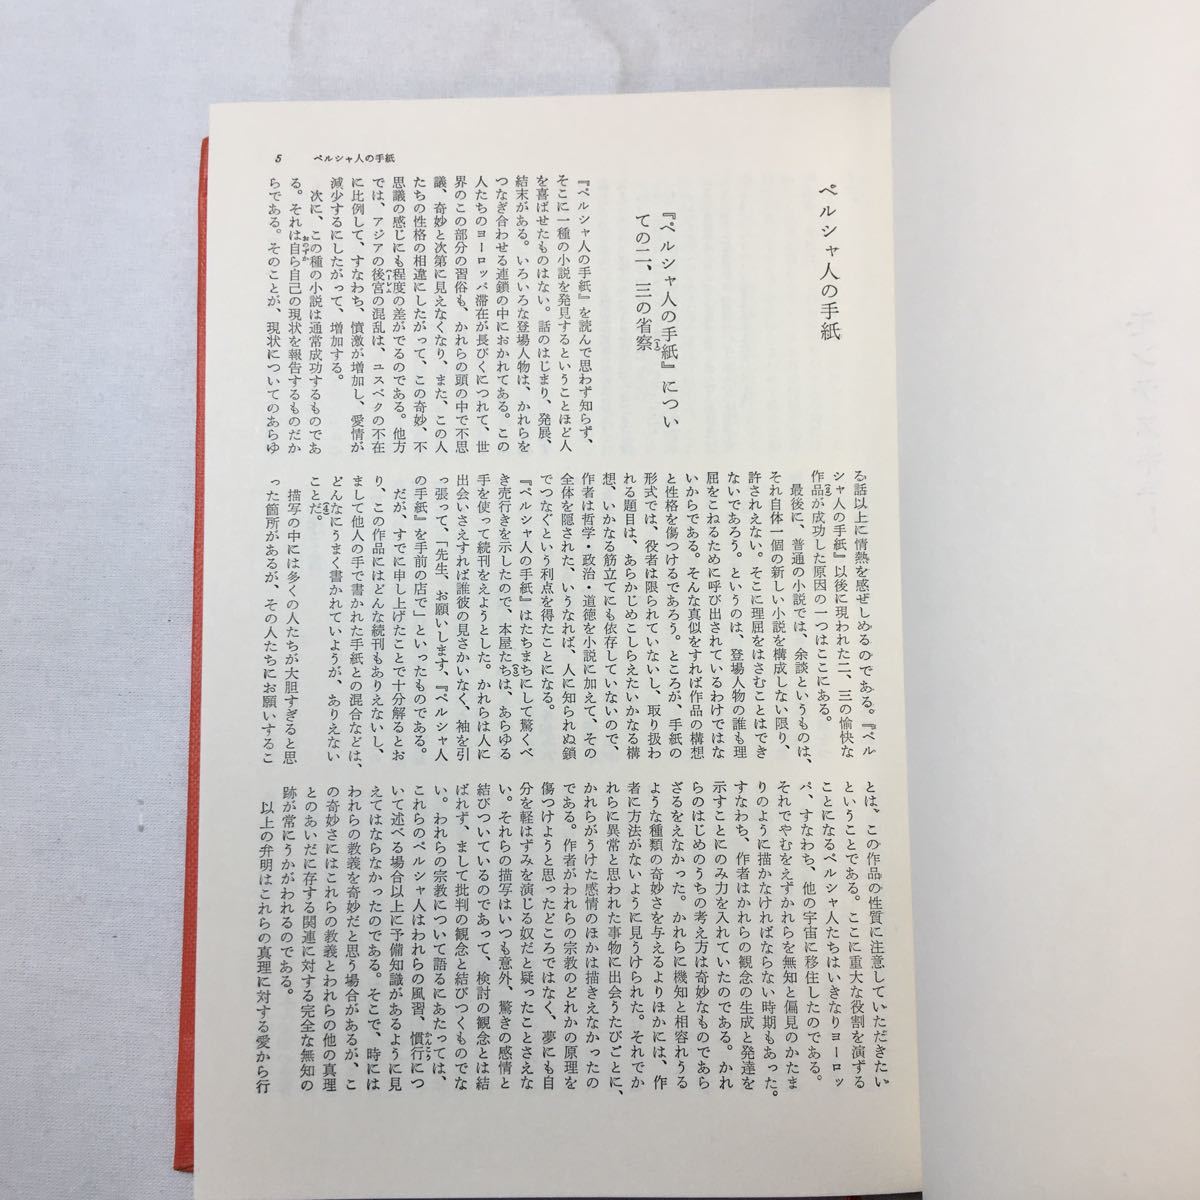 5 ペルシャ人の手紙
ペルシャ人の手紙
『ペルシャ人の手紙』につい
ての二、三の省察(1)
『ペルシャ人の手紙』を読んで思わず知らず、
そこに一種の小説を発見するということほど人
を喜ばせたものはない。話のはじまり、発展、
結末がある。いろいろな登場人物は、かれらを
つなぎ合わせる連鎖の中におかれてある。この
人たちのヨーロッパ滞在が長びくにつれて、世
界のこの部分の習俗も、かれらの頭の中で不思
議、奇妙と次第に見えなくなり、また、この人
たちの性格の相違にしたがって、この奇妙、不
思議の感じにも程度の差がでるのである。他方
では、アジアの後宮の混乱は、ユスベクの不在
に比例して、すなわち、憤激が増加し、愛情が
減少するにしたがって、増加する。
次に、この種の小説は通常成功するものであ
る。それは自ら自己の現状を報告するものだか
らである。そのことが、現状についてのあらゆ
る話以上に情熱を感ぜしめるのである。『ペル
シャ人の手紙』以後に現われた二、三の愉快な
作品が成功した原因の一つはここにある。
最後に、普通の小説では、余談というものは、
それ自体一個の新しい小説を構成しない限り、
許されえない。そこに理屈をはさむことはでき
ないであろう。というのは、登場人物の誰も理
屈をこねるために呼び出されているわけではな
いからである。そんな真似をすれば作品の構想
と性格を傷つけるであろう。ところが、手紙の
形式では、役者は限られていないし、取り扱わ
れる題目は、あらかじめこしらえたいかなる構
想、いかなる筋立てにも依存していないので、
作者は哲学・政治・道徳を小説に加えて、その
全体を隠された、いうなれば、人に知られぬ鎖
でつなぐという利点を得たことになる。
『ペルシャ人の手紙』はたちまちにして驚くべ
き売行きを示したので、本屋たちは、あらゆる
手を使って続刊をえようとした。かれらは人に
出会いさえすれば誰彼の見さかいなく、袖を引
っ張って、「先生、お願いします、『ペルシャ人
の手紙』を手前の店で」といったものである。
だが、すでに申し上げたことで十分解るとお
り、この作品にはどんな続刊もありえないし、
まして他人の手で書かれた手紙との混合などは、
どんなにうまく書かれていようが、ありえない
ことだ。
描写の中には多くの人たちが大胆すぎると思
った箇所があるが、その人たちにお願いするこ
とは、この作品の性質に注意していただきたい
ということである。ここに重大な役割を演ずる
ことになるペルシャ人たちはいきなりヨーロッ
パ、すなわち、他の宇宙に移住したのである。
それでやむをえずかれらを無知と偏見のかたま
りのように描かなければならない時期もあった。
すなわち、作者はかれらの観念の生成と発達を
示すことにのみ力を入れていたのである。かれ
らのはじめのうちの考え方は奇妙なものであら
ざるをえなかった。かれらに機知と相容れうる
ような種類の奇妙さを与えるよりほかには、作
者に方法がないように見うけられた。それでか
れらに異常と思われた事物に出会うたびごとに、
かれらがうけた感情のほかは描きえなかったの
である。作者がわれらの宗教のどれかの原理を
傷つけようと思ったどころではなく、夢にも自
分を軽はずみを演じる奴だと疑ったことさえな
い。それらの描写はいつも意外、驚きの感情と
結びついているのであって、検討の観念とは結
ばれず、まして批判の観念と結びつくものでな
い。われらの宗教について語るにあたっては、
これらのペルシャ人はわれらの風習、慣行につ
いて述べる場合以上に予備知識があるように見
えてはならなかったのである。そこで、時には
われらの教義を奇妙だと思う場合があるが、こ
の奇妙さにはこれらの教義とわれらの他の真理
とのあいだに存する関連に対する完全な無知の
跡が常にうかがわれるのである。
以上の弁明はこれらの真理に対する愛から行